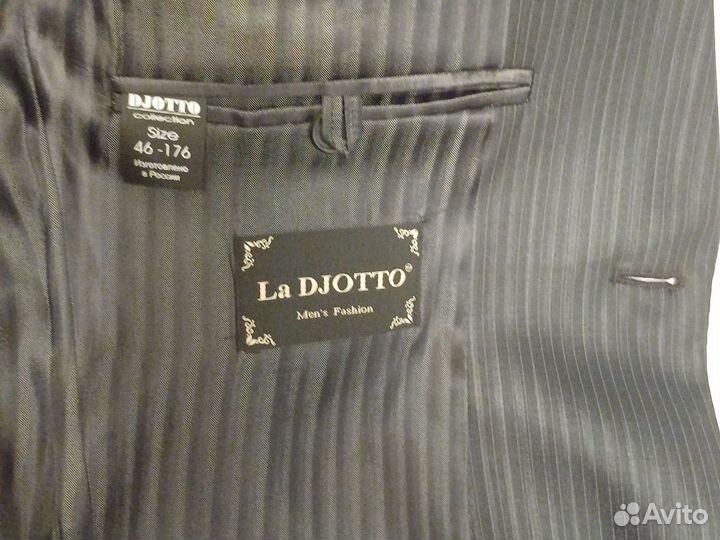 DJOTTO
collection
Size
46-176
Изготовлено
в России
La DJOTTO®
Men's Fashion
Avito